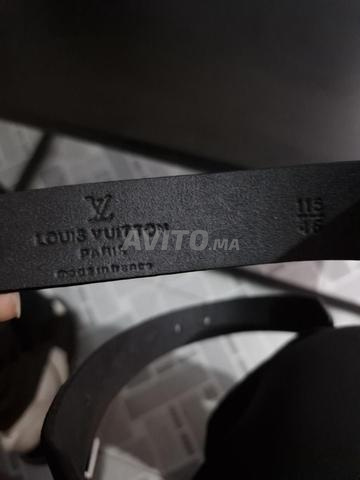 LV
LOUIS VUITTON
PARIS
made in france
115
46
AVITO.MA